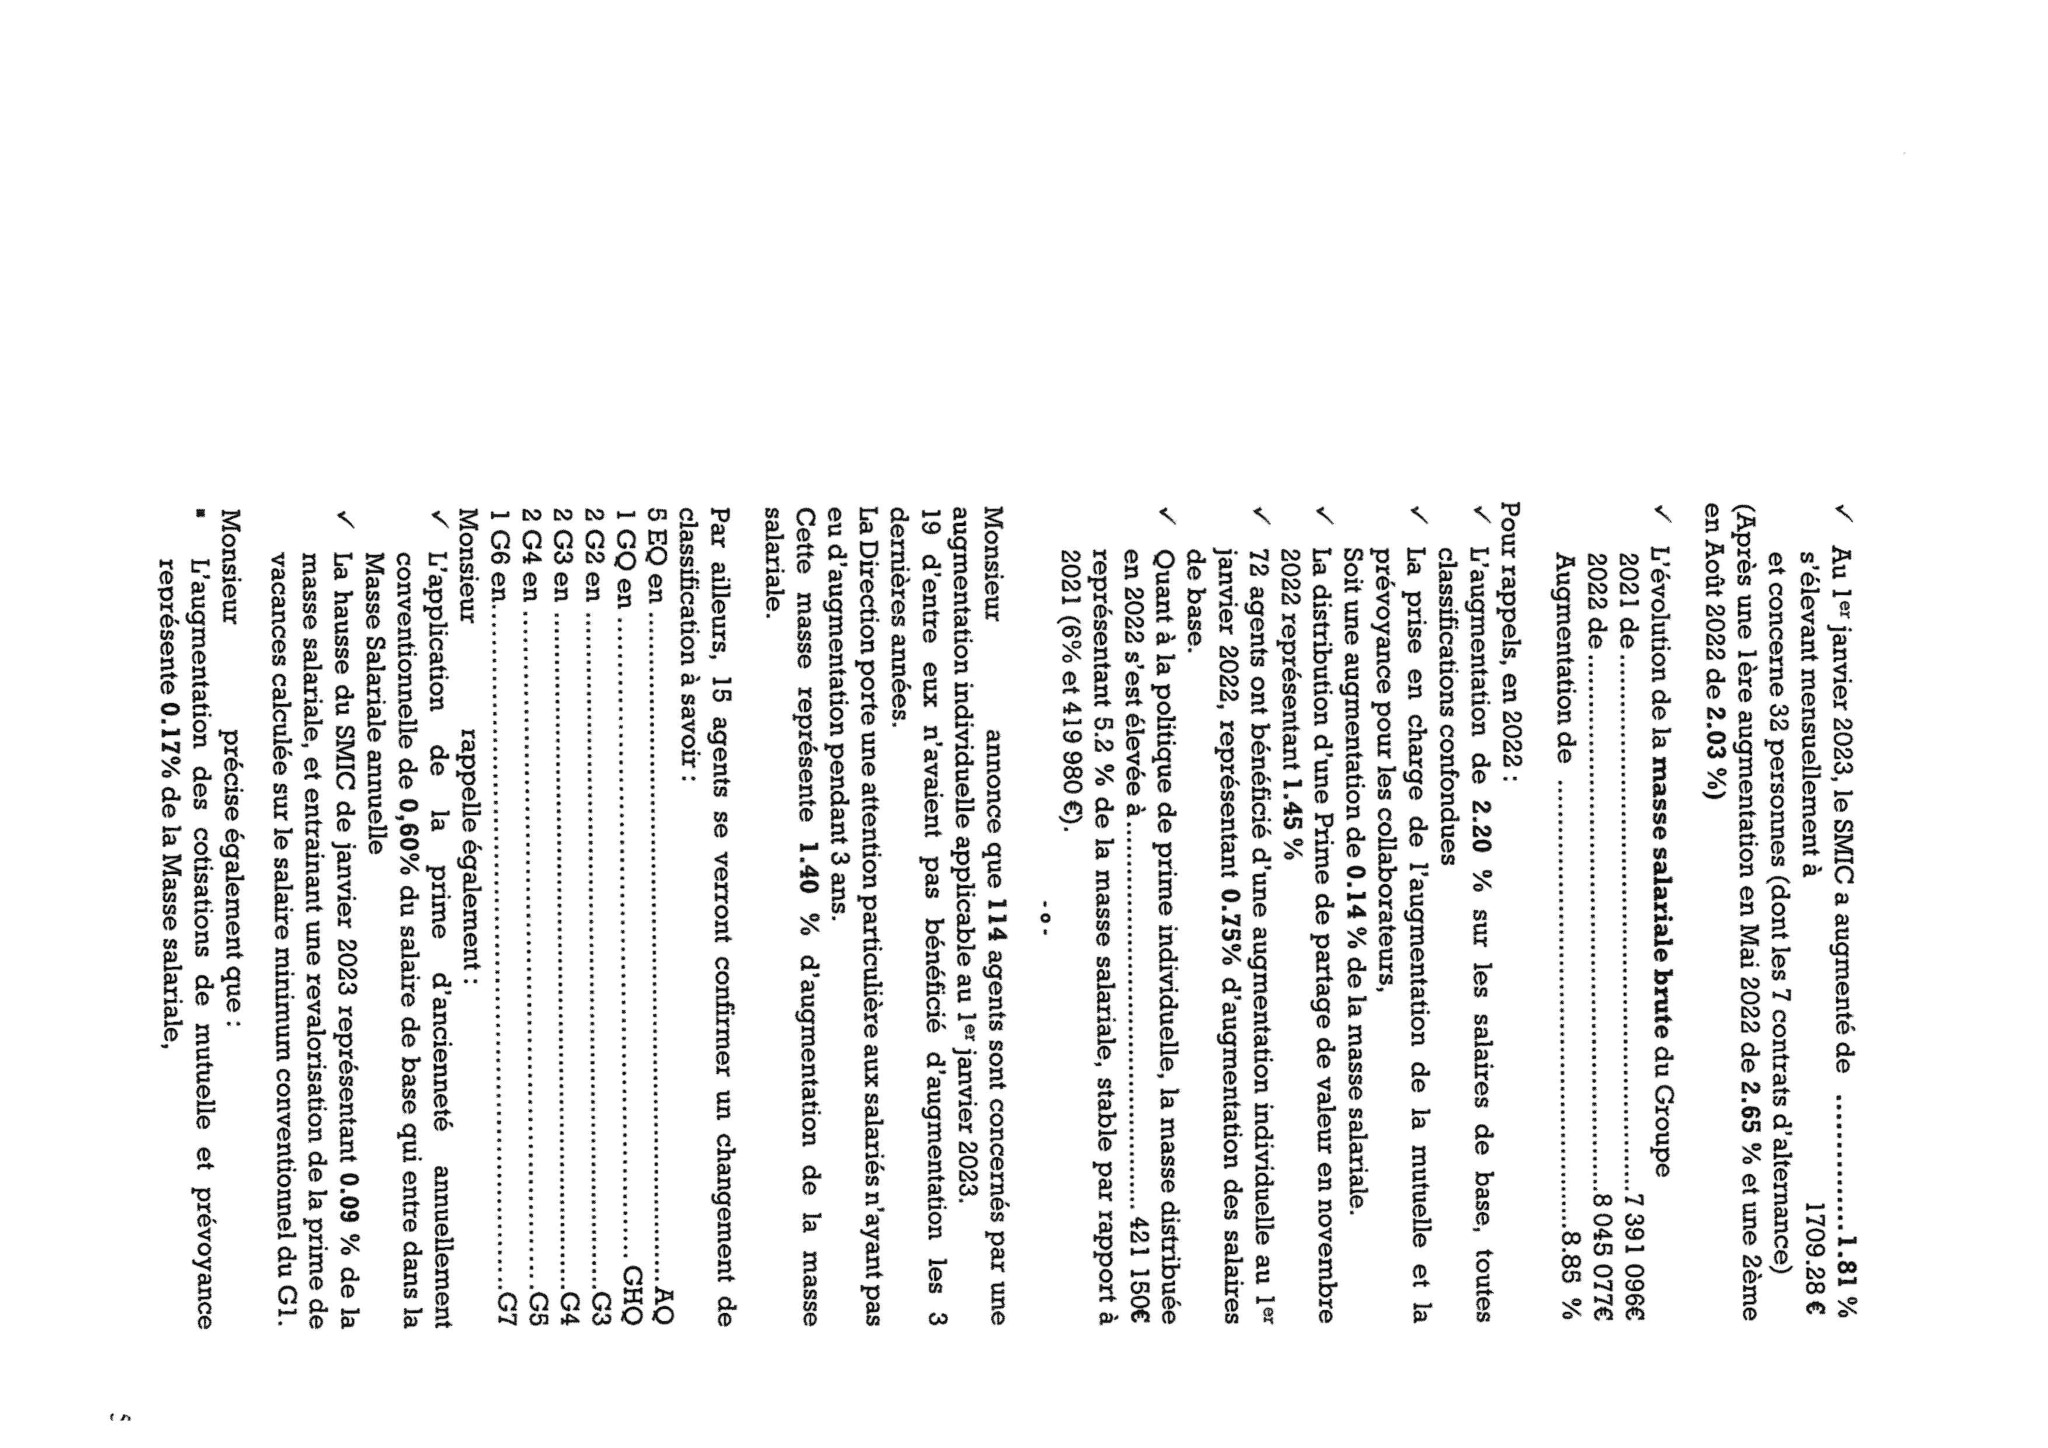 ✓ Au 1er janvier 2023, le SMIC a augmenté de ............. 1.81 %
s'élevant mensuellement à 1709.28 €
et concerne 32 personnes (dont les 7 contrats d'alternance)
(Après une 1ère augmentation en Mai 2022 de 2.65 % et une 2ème
en Août 2022 de 2.03 %)
✓ L'évolution de la masse salariale brute du Groupe
2021 de ........................................................................7 391 096€
2022 de ........................................................................8 045 077€
Augmentation de ............................................................8.85 %
Pour rappels, en 2022 :
✓ L'augmentation de 2.20 % sur les salaires de base, toutes
classifications confondues
✓ La prise en charge de l'augmentation de la mutuelle et la
prévoyance pour les collaborateurs,
Soit une augmentation de 0.14 % de la masse salariale.
✓ La distribution d'une Prime de partage de valeur en novembre
2022 représentant 1.45 %
✓ 72 agents ont bénéficié d'une augmentation individuelle au 1er
janvier 2022, représentant 0.75% d'augmentation des salaires
de base.
✓ Quant à la politique de prime individuelle, la masse distribuée
en 2022 s'est élevée à..................................................... 421 150€
représentant 5.2 % de la masse salariale, stable par rapport à
2021 (6% et 419 980 €).
- o -
Monsieur annonce que 114 agents sont concernés par une
augmentation individuelle applicable au 1er janvier 2023.
19 d'entre eux n'avaient pas bénéficié d'augmentation les 3
dernières années.
La Direction porte une attention particulière aux salariés n'ayant pas
eu d'augmentation pendant 3 ans.
Cette masse représente 1.40 % d'augmentation de la masse
salariale.
Par ailleurs, 15 agents se verront confirmer un changement de
classification à savoir :
5 EQ en ..........................................................................................AQ
1 GQ en .......................................................................................... GHQ
2 G2 en ..........................................................................................G3
2 G3 en ..........................................................................................G4
2 G4 en ..........................................................................................G5
1 G6 en..........................................................................................G7
Monsieur rappelle également :
✓ L'application de la prime d'ancienneté annuellement
conventionnelle de 0,60% du salaire de base qui entre dans la
Masse Salariale annuelle
✓ La hausse du SMIC de janvier 2023 représentant 0.09 % de la
masse salariale, et entrainant une revalorisation de la prime de
vacances calculée sur le salaire minimum conventionnel du G1.
Monsieur précise également que :
▪ L'augmentation des cotisations de mutuelle et prévoyance
représente 0.17% de la Masse salariale,